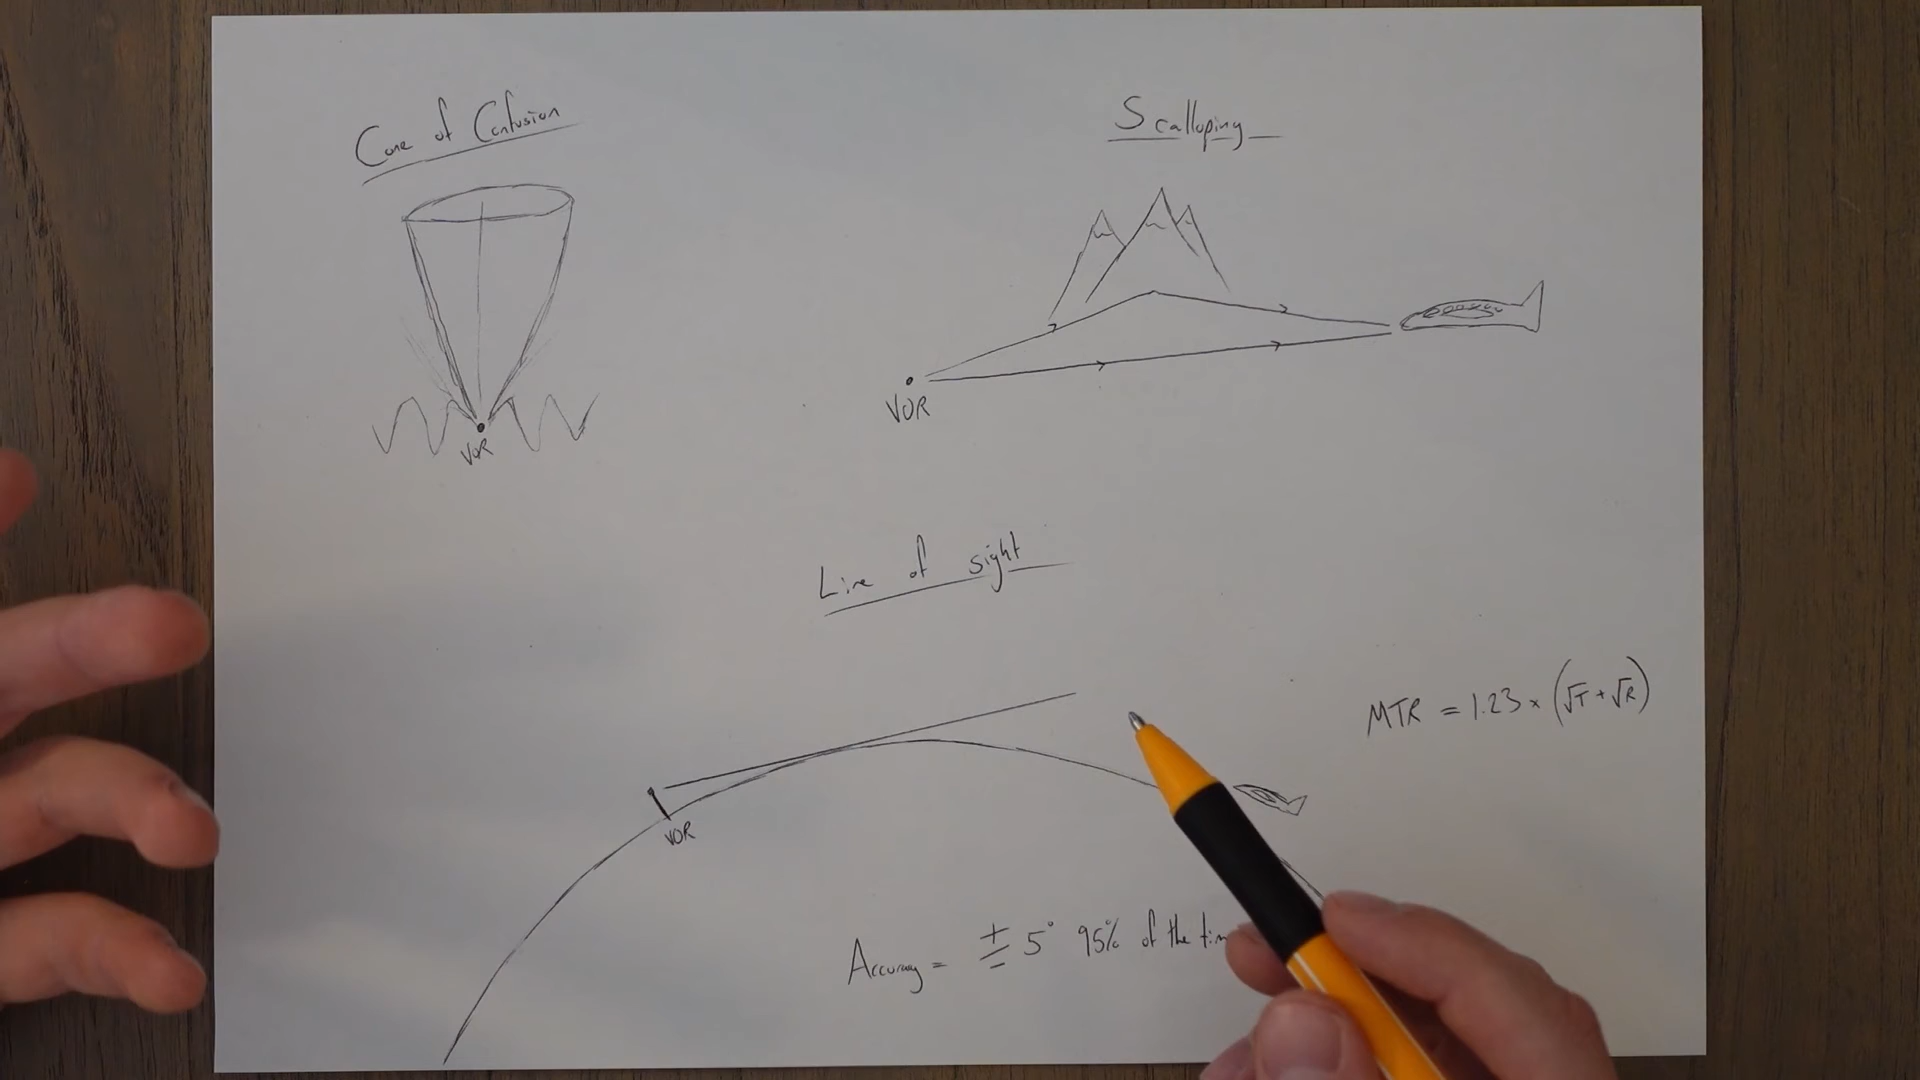 Cone of Confusion
Scalloping
VOR
VOR
Line of sight
MTR = 1.23 × (√T + √R)
VOR
Accuracy = ± 5° 95% of the